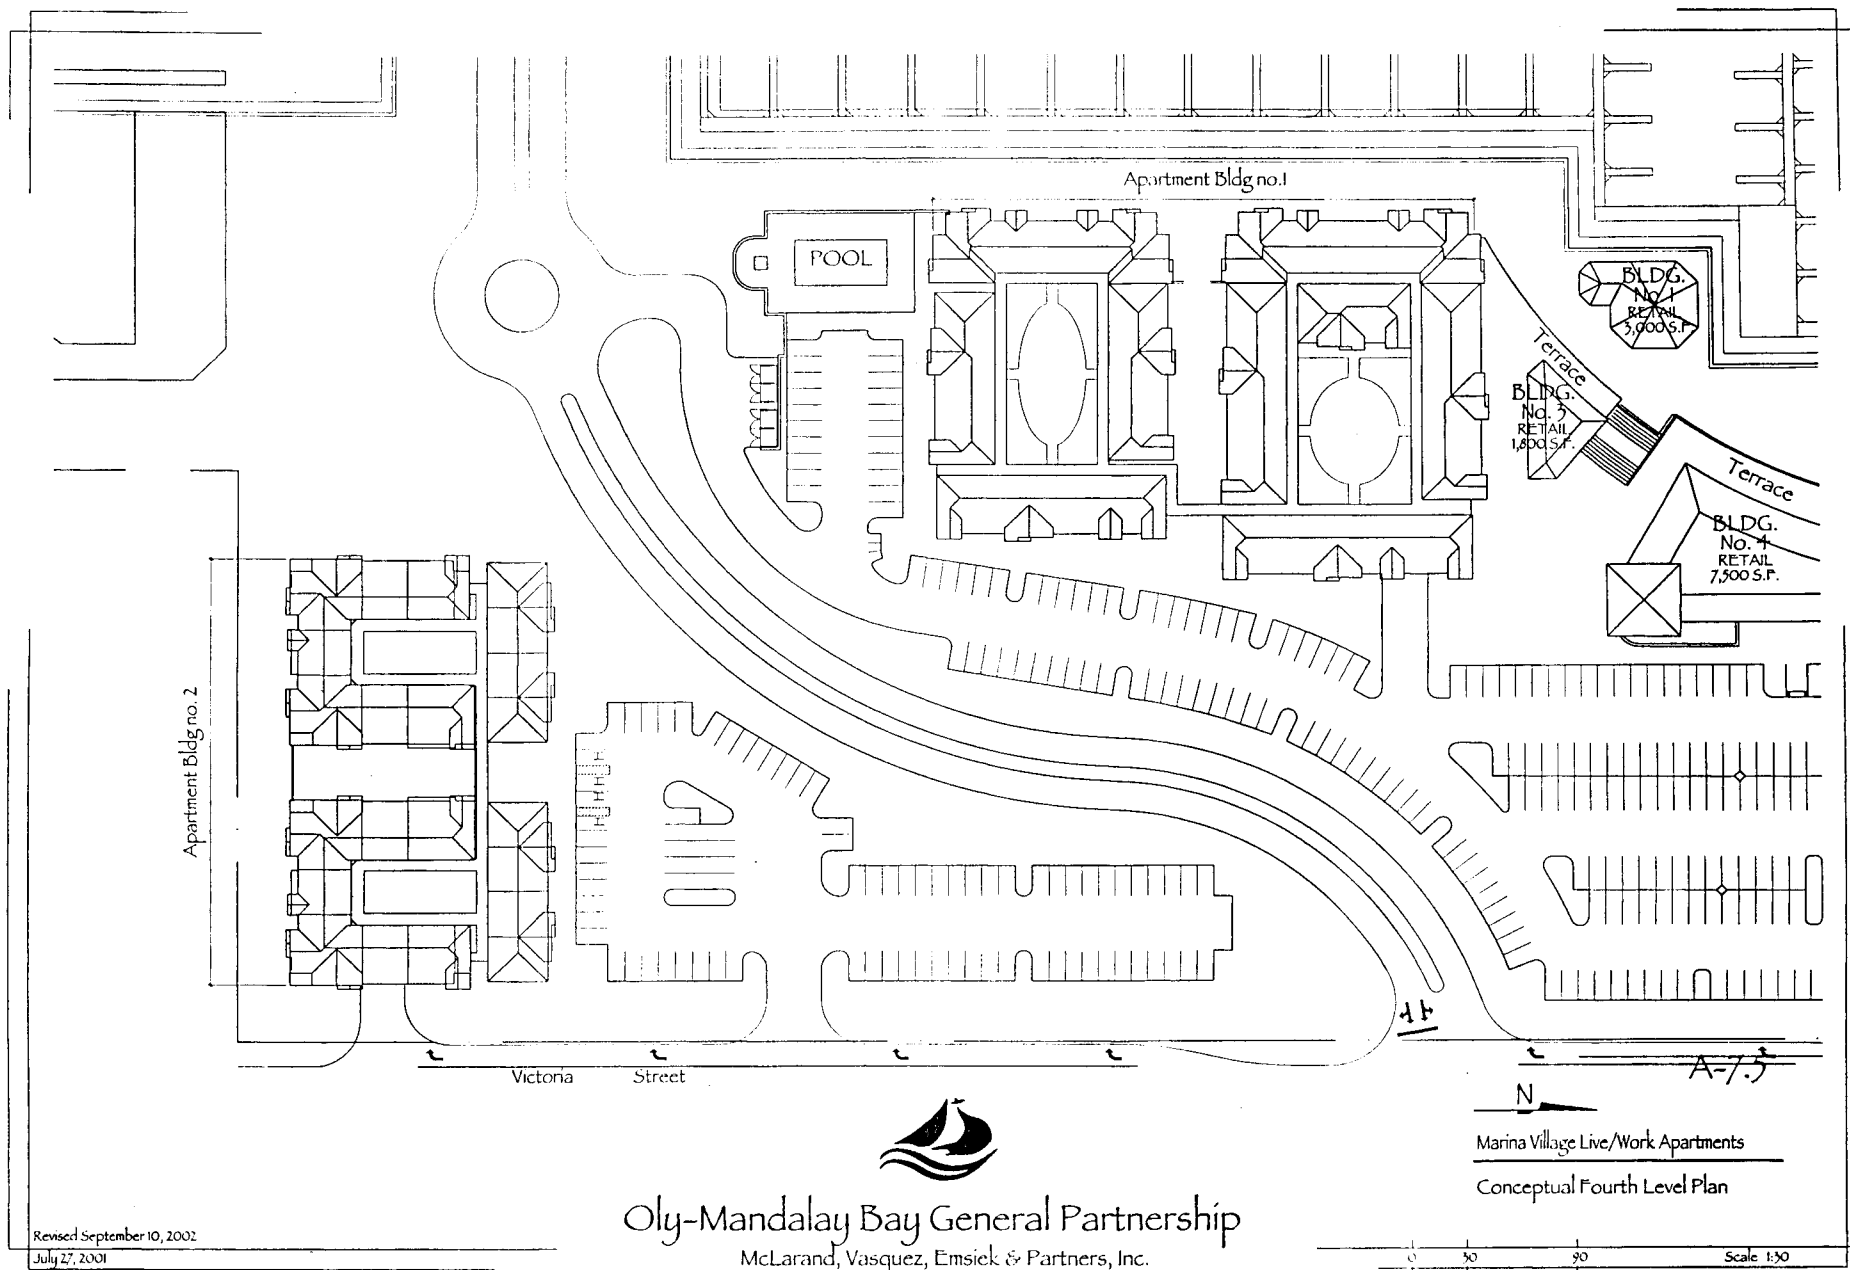 Apartment Bldg no.1
POOL
BLDG.
No. 1
RETAIL
3,000 S.F.
Terrace
BLDG.
No. 3
RETAIL
1,800 S.F.
Terrace
BLDG.
No. 4
RETAIL
7,500 S.F.
Apartment Bldg no. 2
Victoria Street
A-7.5
N
Marina Village Live/Work Apartments
Conceptual Fourth Level Plan
Oly-Mandalay Bay General Partnership
McLarand, Vasquez, Emsiek & Partners, Inc.
Revised September 10, 2002
July 27, 2001
0 30 90 Scale 1:30